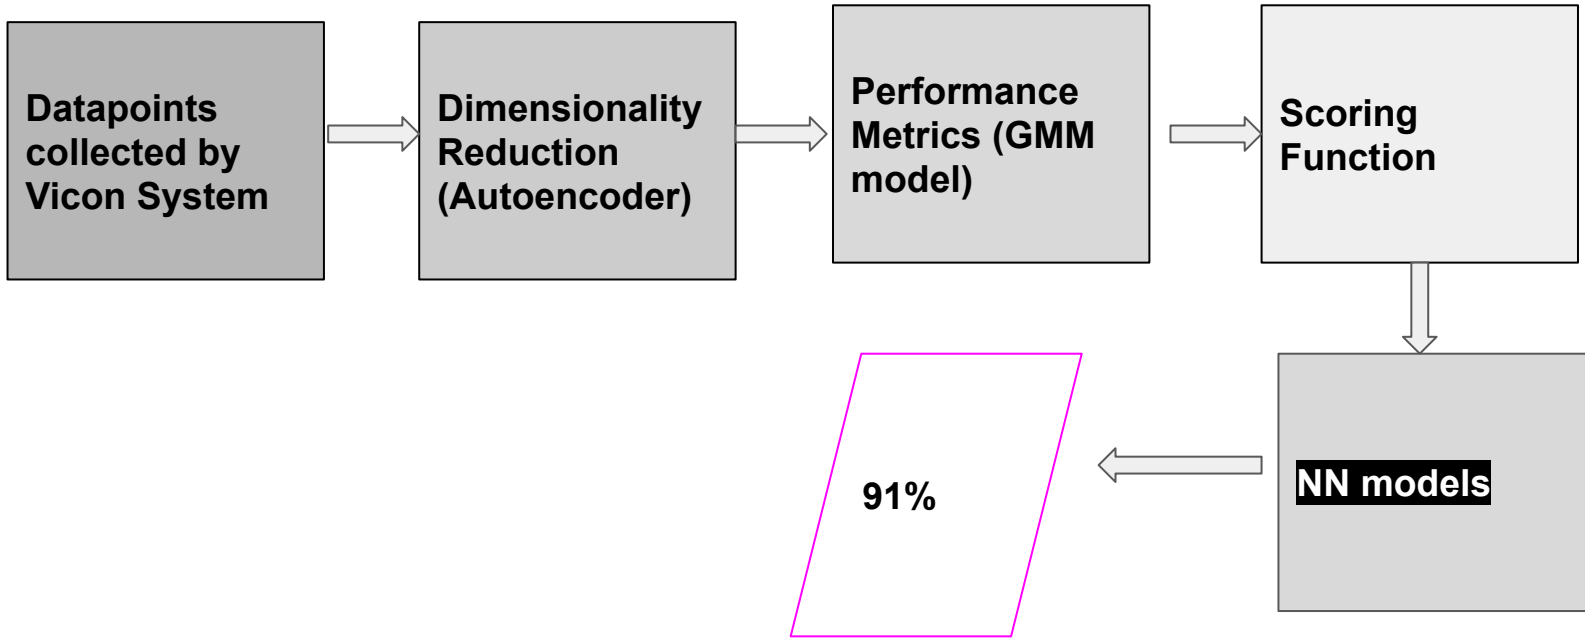 Datapoints
collected by
Vicon System
Dimensionality
Reduction
(Autoencoder)
Performance
Metrics (GMM
model)
Scoring
Function
NN models
91%